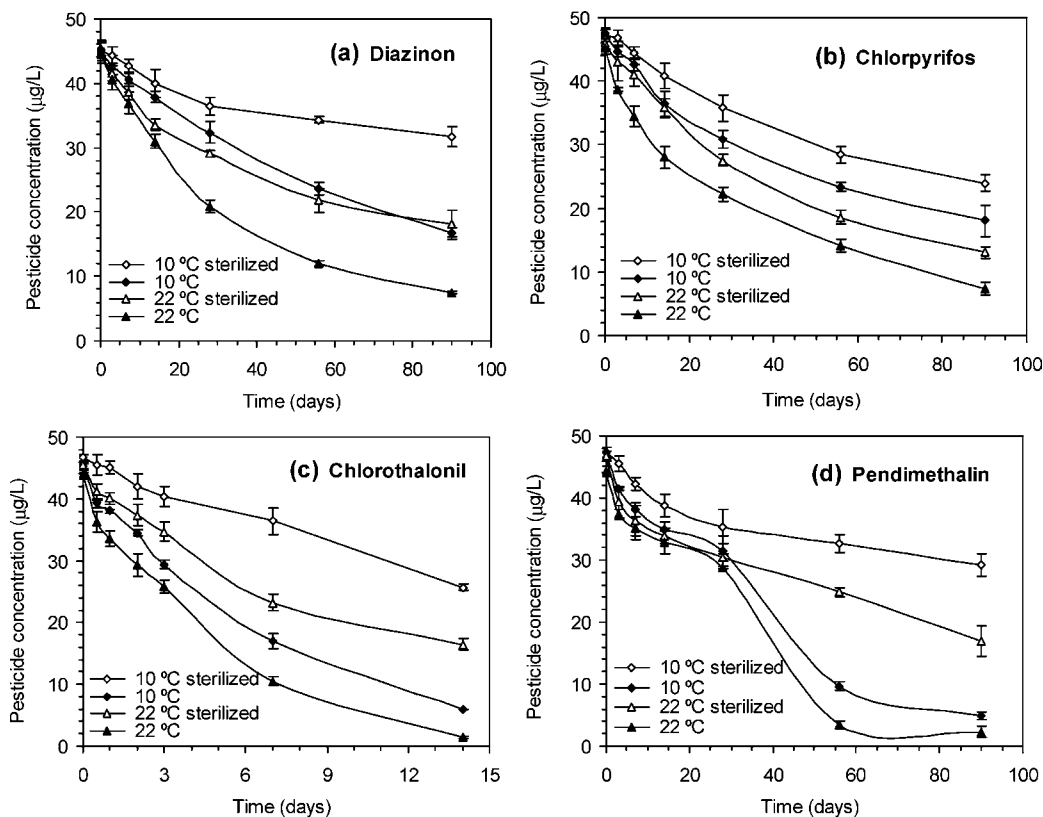 (a) Diazinon
Pesticide concentration (µg/L)
50
40
30
20
10
0
10 ºC sterilized
10 ºC
22 ºC sterilized
22 ºC
0 20 40 60 80 100
Time (days)
(b) Chlorpyrifos
Pesticide concentration (µg/L)
50
40
30
20
10
0
10 ºC sterilized
10 ºC
22 ºC sterilized
22 ºC
0 20 40 60 80 100
Time (days)
(c) Chlorothalonil
Pesticide concentration (µg/L)
50
40
30
20
10
0
10 ºC sterilized
10 ºC
22 ºC sterilized
22 ºC
0 3 6 9 12 15
Time (days)
(d) Pendimethalin
Pesticide concentration (µg/L)
50
40
30
20
10
0
10 ºC sterilized
10 ºC
22 ºC sterilized
22 ºC
0 20 40 60 80 100
Time (days)